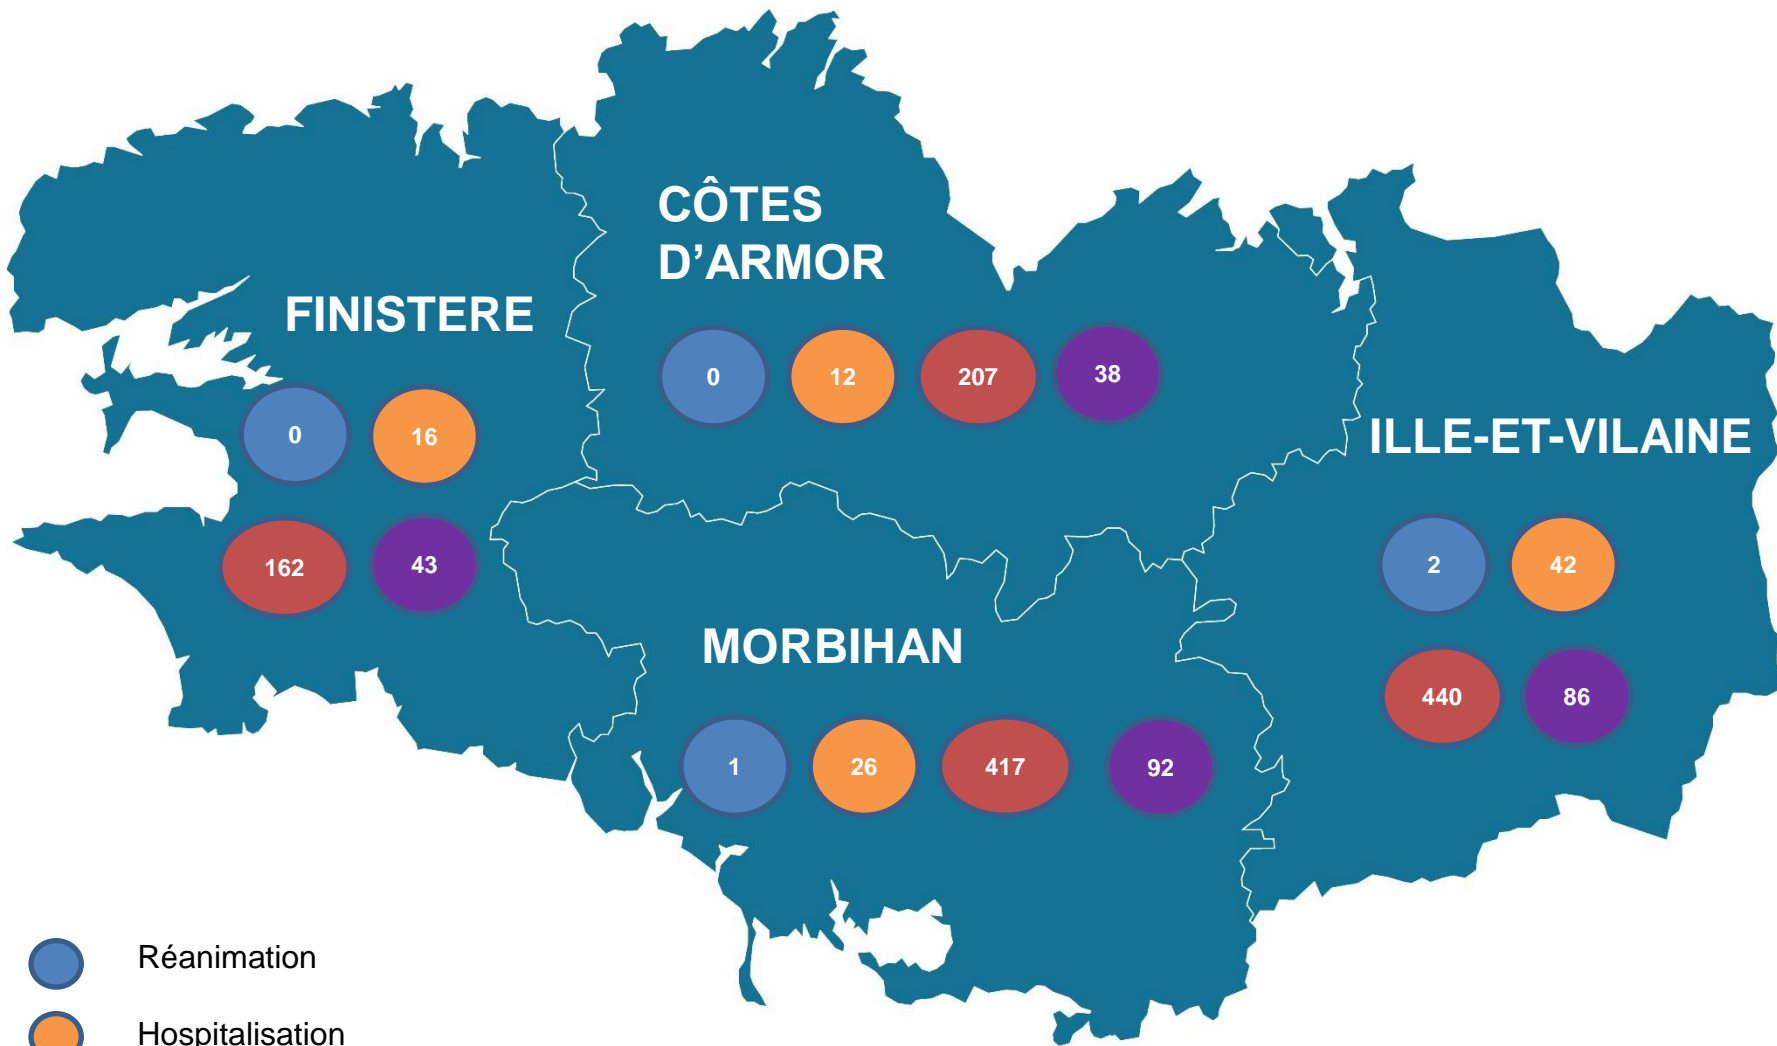 CÔTES
D’ARMOR
0
12
207
38
FINISTERE
0
16
162
43
ILLE-ET-VILAINE
2
42
440
86
MORBIHAN
1
26
417
92
Réanimation
Hospitalisation